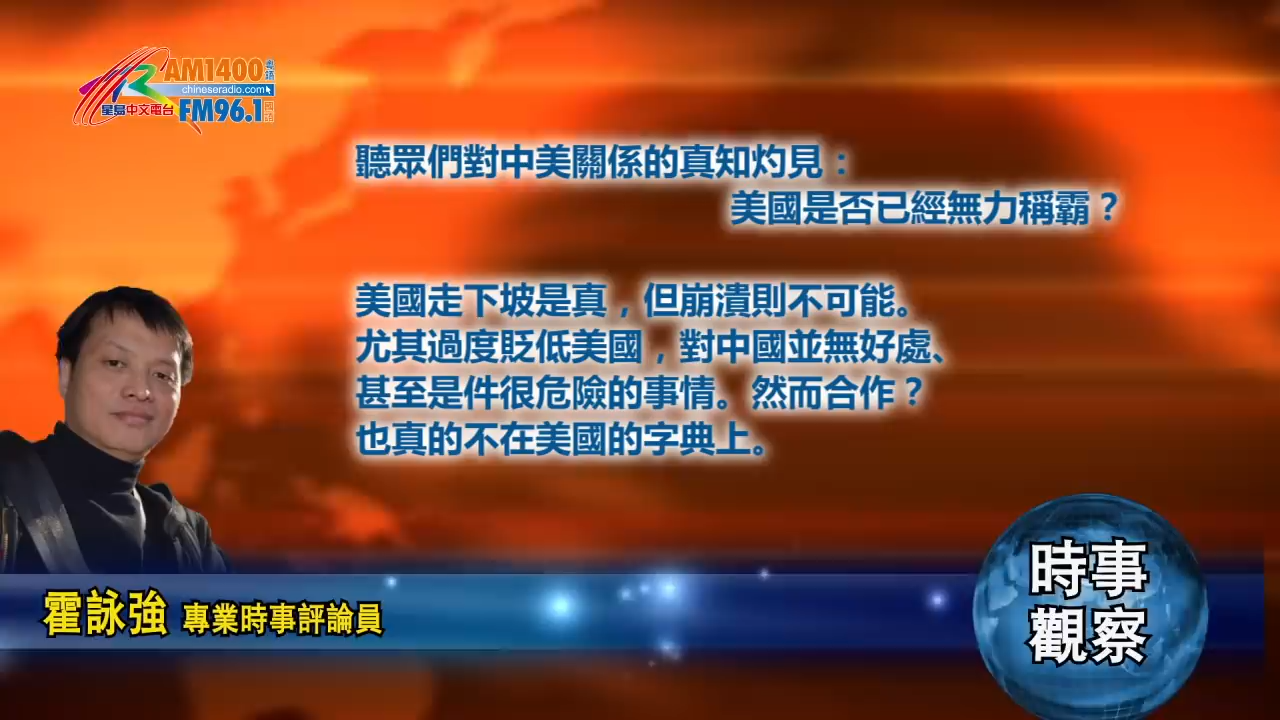 AM1400 粵語
chineseradio.com
星島中文電台 FM96.1 國語
聽眾們對中美關係的真知灼見：
美國是否已經無力稱霸？
美國走下坡是真，但崩潰則不可能。
尤其過度貶低美國，對中國並無好處、
甚至是件很危險的事情。然而合作？
也真的不在美國的字典上。
霍詠強 專業時事評論員
時事
觀察